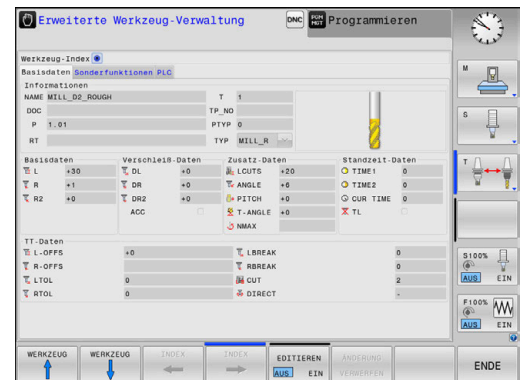 Erweiterte Werkzeug-Verwaltung DNC PGM MGT Programmieren
Werkzeug-Index
Basisdaten Sonderfunktionen PLC
Informationen
NAME MILL_D2_ROUGH T 1
DOC TP_NO
P 1.01 PTYP 0
RT TYP MILL_R
Basisdaten Verschleiß-Daten Zusatz-Daten Standzeit-Daten
L +30 DL +0 LCUTS +20 TIME1 0
R +1 DR +0 ANGLE +6 TIME2 0
R2 +0 DR2 +0 PITCH +0 CUR TIME 0
ACC T-ANGLE +0 TL
NMAX
TT-Daten
L-OFFS +0 LBREAK 0
R-OFFS RBREAK 0
LTOL 0 CUT 2
RTOL 0 DIRECT -
M
S
T
S100%
AUS EIN
F100%
AUS EIN
WERKZEUG WERKZEUG INDEX INDEX EDITIEREN ÄNDERUNG ENDE
AUS EIN VERWERFEN